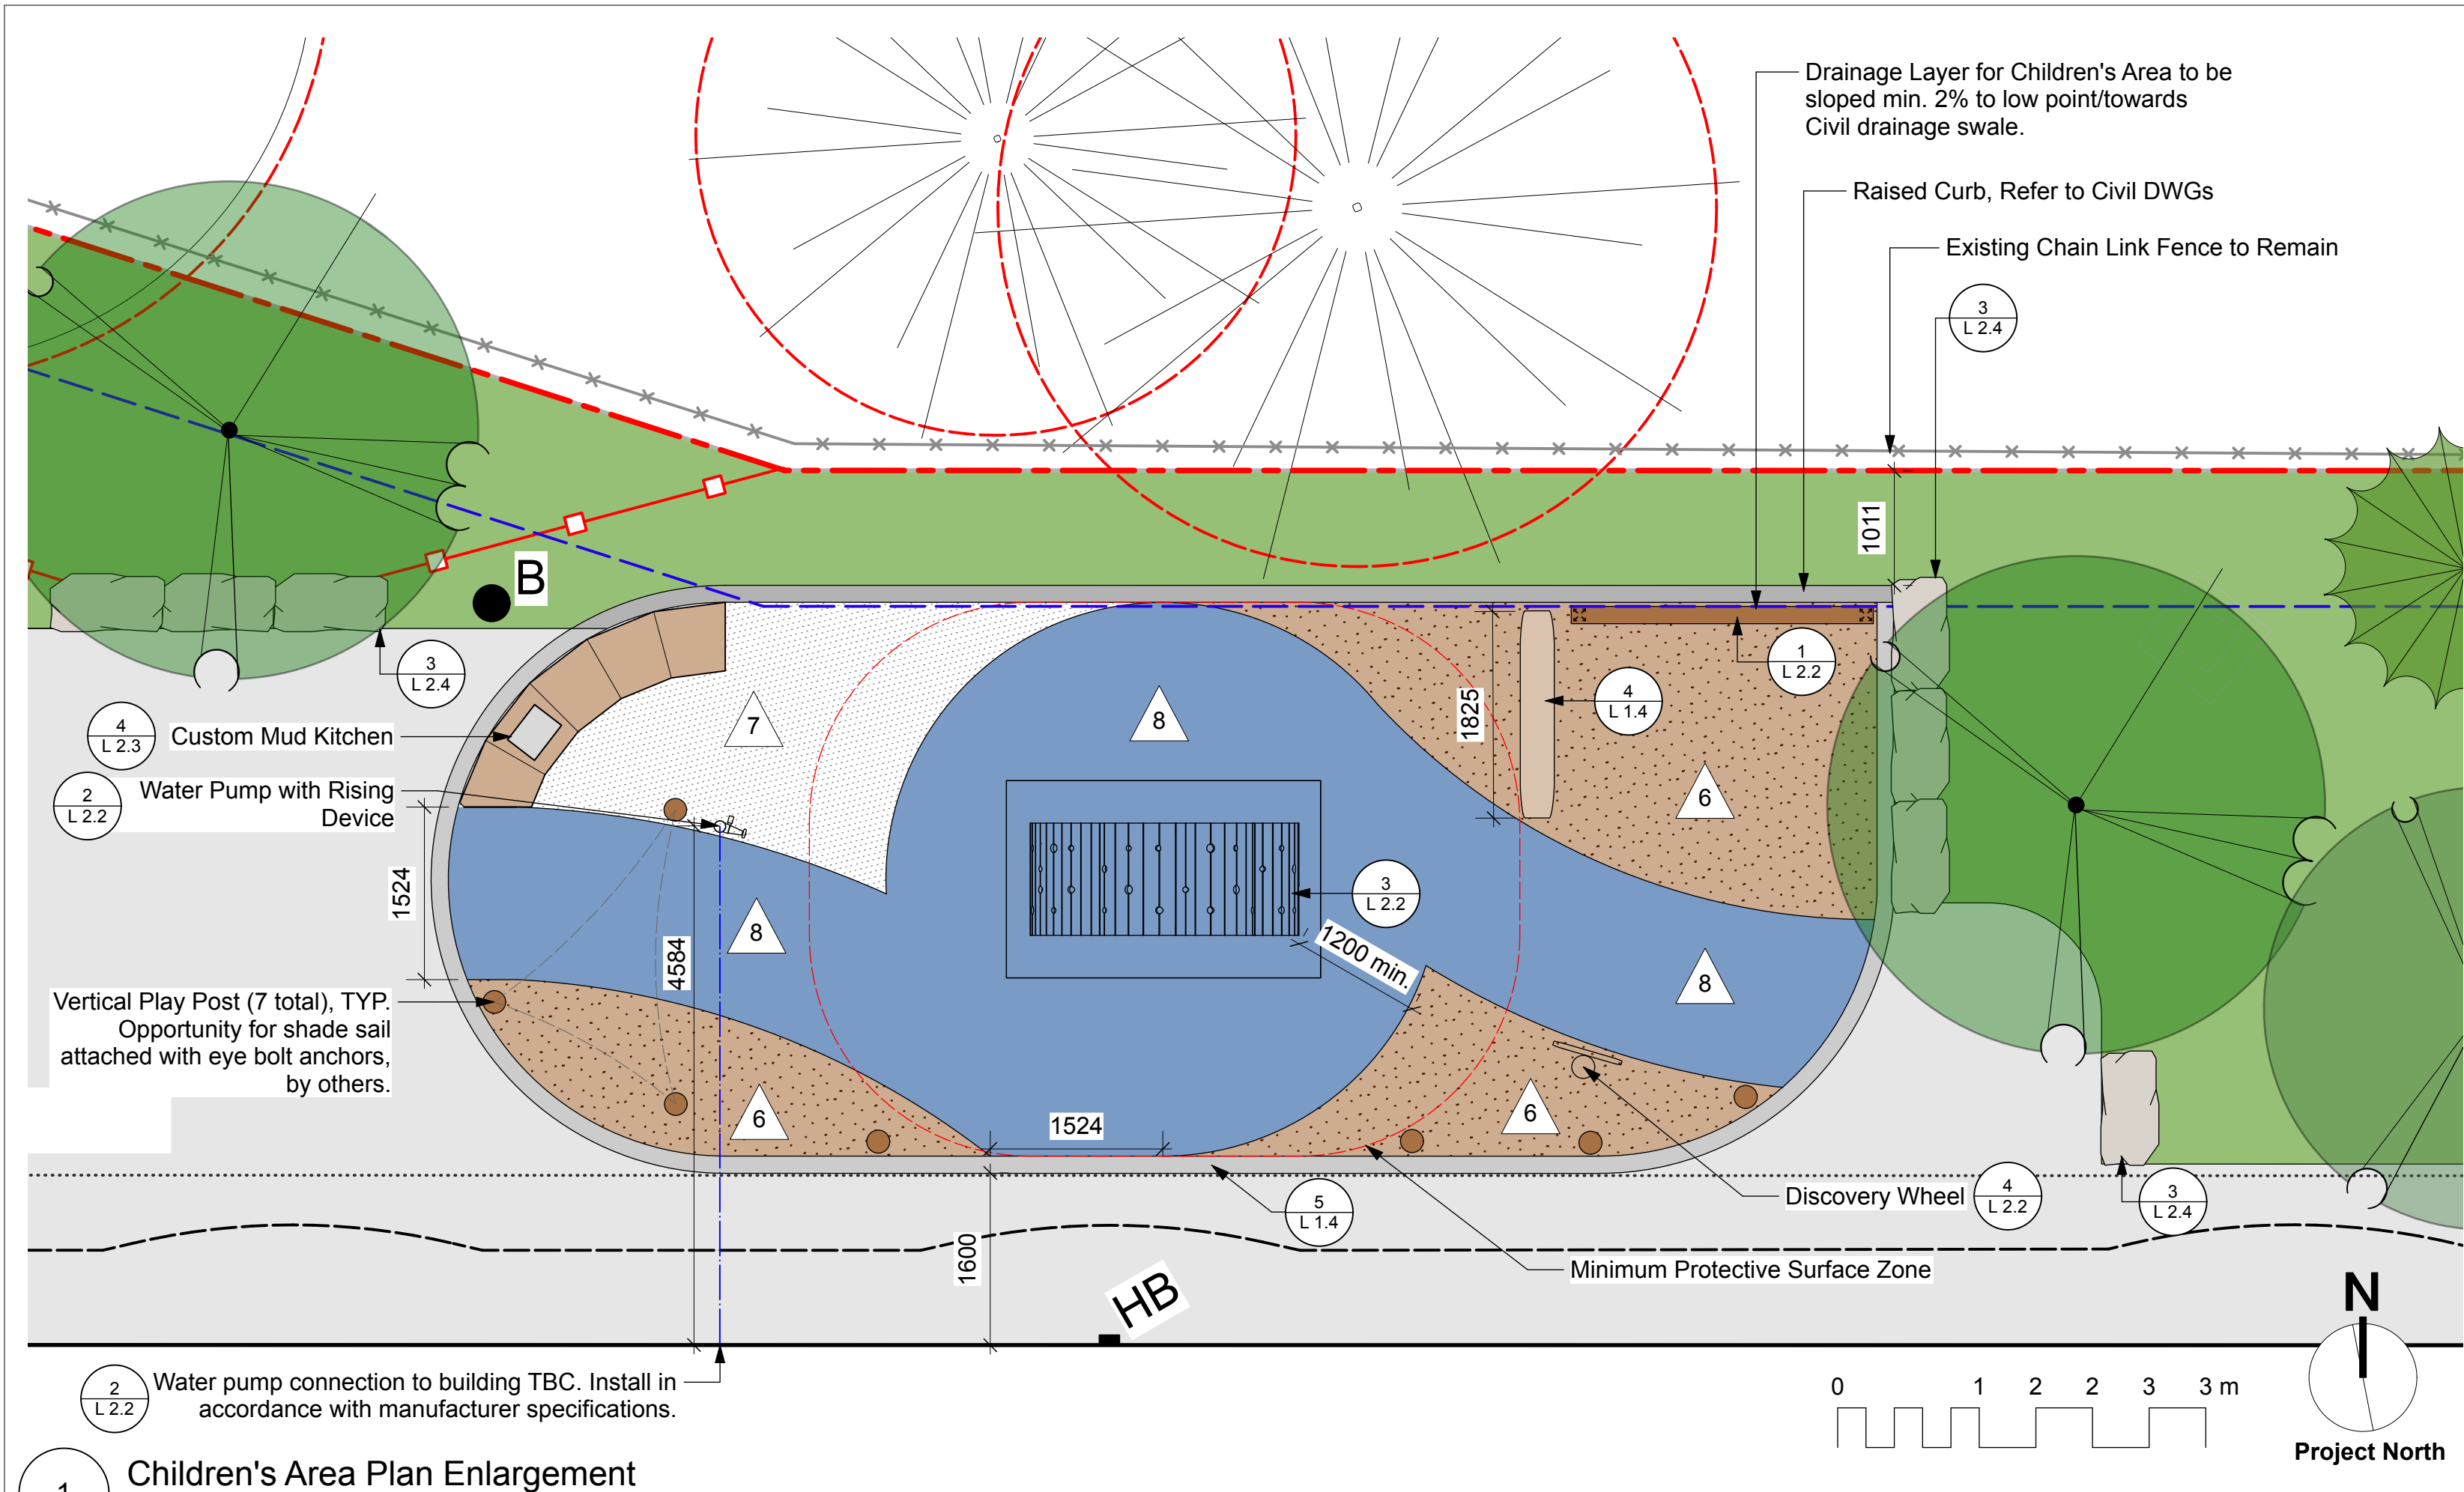 Drainage Layer for Children's Area to be
sloped min. 2% to low point/towards
Civil drainage swale.
Raised Curb, Refer to Civil DWGs
Existing Chain Link Fence to Remain
3
L 2.4
1011
B
3
L 2.4
1
L 2.2
4
L 1.4
1825
7
8
4
L 2.3
Custom Mud Kitchen
2
L 2.2
Water Pump with Rising
Device
6
1524
3
L 2.2
8
4584
1200 min.
8
Vertical Play Post (7 total), TYP.
Opportunity for shade sail
attached with eye bolt anchors,
by others.
6
1524
6
5
L 1.4
Discovery Wheel
4
L 2.2
3
L 2.4
1600
Minimum Protective Surface Zone
HB
N
2
L 2.2
Water pump connection to building TBC. Install in
accordance with manufacturer specifications.
0 1 2 2 3 3 m
Project North
1
Children's Area Plan Enlargement